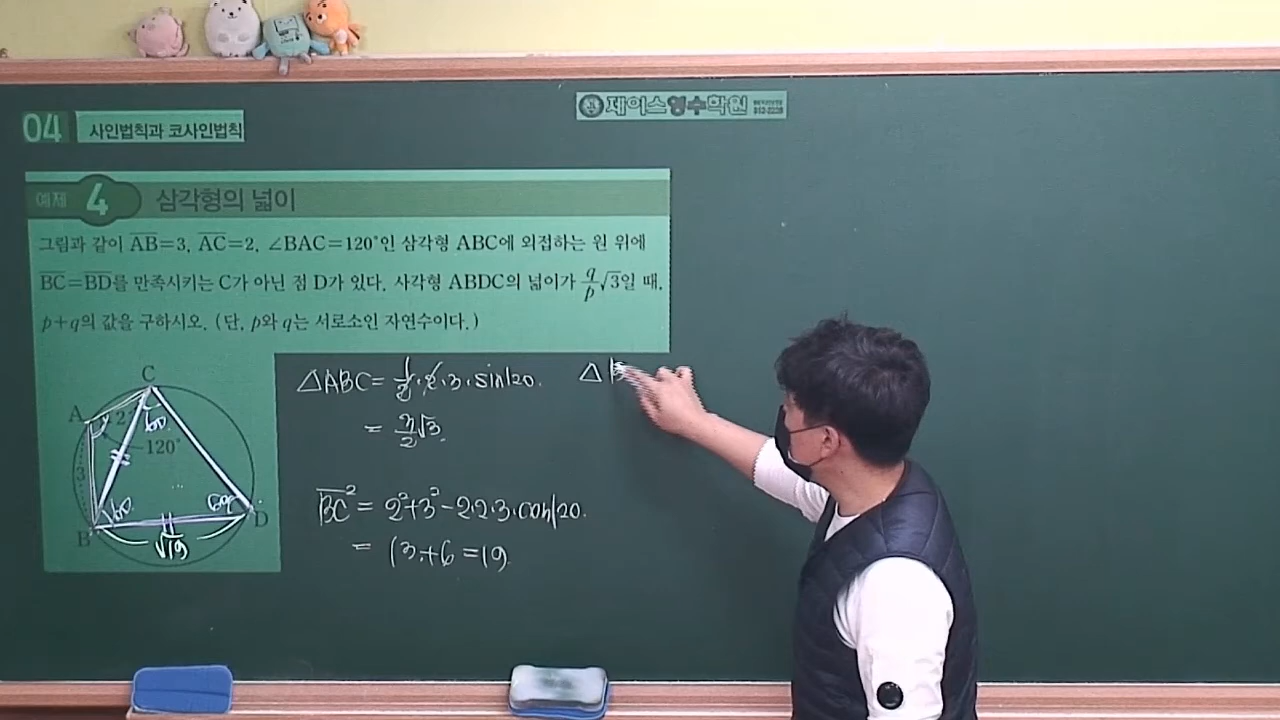 제이스영수학원
04 사인법칙과 코사인법칙
예제 4 삼각형의 넓이
그림과 같이 AB=3, AC=2, ∠BAC=120°인 삼각형 ABC에 외접하는 원 위에
BC=BD를 만족시키는 C가 아닌 점 D가 있다. 사각형 ABDC의 넓이가 q/p√3일 때,
p+q의 값을 구하시오. (단, p와 q는 서로소인 자연수이다.)
C
A 2 60
120°
3
60 60
B D
√19
△ABC = 1/2·2·3·sin120.
= 3/2√3.
BC² = 2²+3²-2·2·3·cos120.
= 13+6 = 19.
△